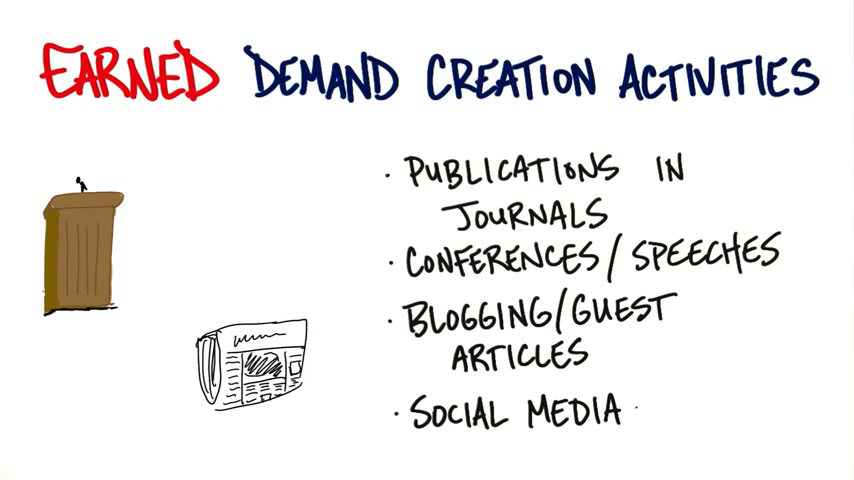 EARNED DEMAND CREATION ACTIVITIES
· PUBLICATIONS IN
JOURNALS
· CONFERENCES/SPEECHES
· BLOGGING/GUEST
ARTICLES
· SOCIAL MEDIA